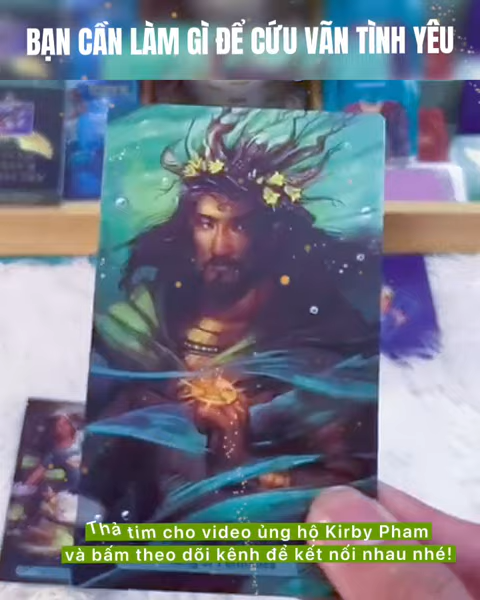 BẠN CẦN LÀM GÌ ĐỂ CỨU VÃN TÌNH YÊU
Thả tim cho video ủng hộ Kirby Pham
và bấm theo dõi kênh để kết nối nhau nhé!